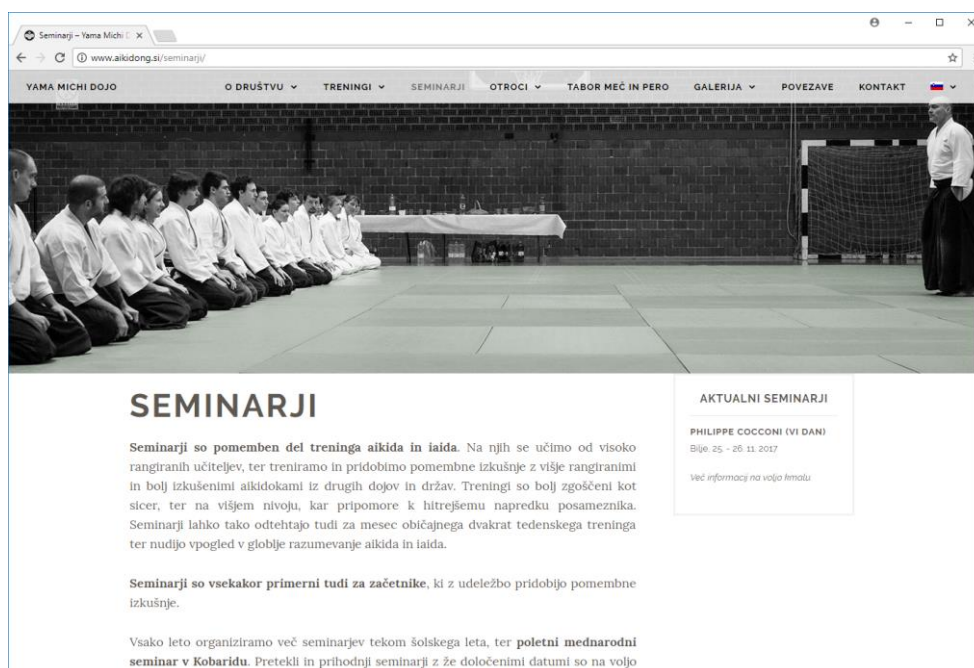 Seminarji – Yama Michi D
www.aikidong.si/seminarji/
YAMA MICHI DOJO
O DRUŠTVU
TRENINGI
SEMINARJI
OTROCI
TABOR MEČ IN PERO
GALERIJA
POVEZAVE
KONTAKT
SEMINARJI
Seminarji so pomemben del treninga aikida in iaida. Na njih se učimo od visoko
rangiranih učiteljev, ter treniramo in pridobimo pomembne izkušnje z višje rangiranimi
in bolj izkušenimi aikidokami iz drugih dojov in držav. Treningi so bolj zgoščeni kot
sicer, ter na višjem nivoju, kar pripomore k hitrejšemu napredku posameznika.
Seminarji lahko tako odtehtajo tudi za mesec običajnega dvakrat tedenskega treninga
ter nudijo vpogled v globlje razumevanje aikida in iaida.
Seminarji so vsekakor primerni tudi za začetnike, ki z udeležbo pridobijo pomembne
izkušnje.
Vsako leto organiziramo več seminarjev tekom šolskega leta, ter poletni mednarodni
seminar v Kobaridu. Pretekli in prihodnji seminarji z že določenimi datumi so na voljo
AKTUALNI SEMINARJI
PHILIPPE COCCONI (VI DAN)
Bilje, 25. - 26. 11. 2017
Več informacij na voljo kmalu.